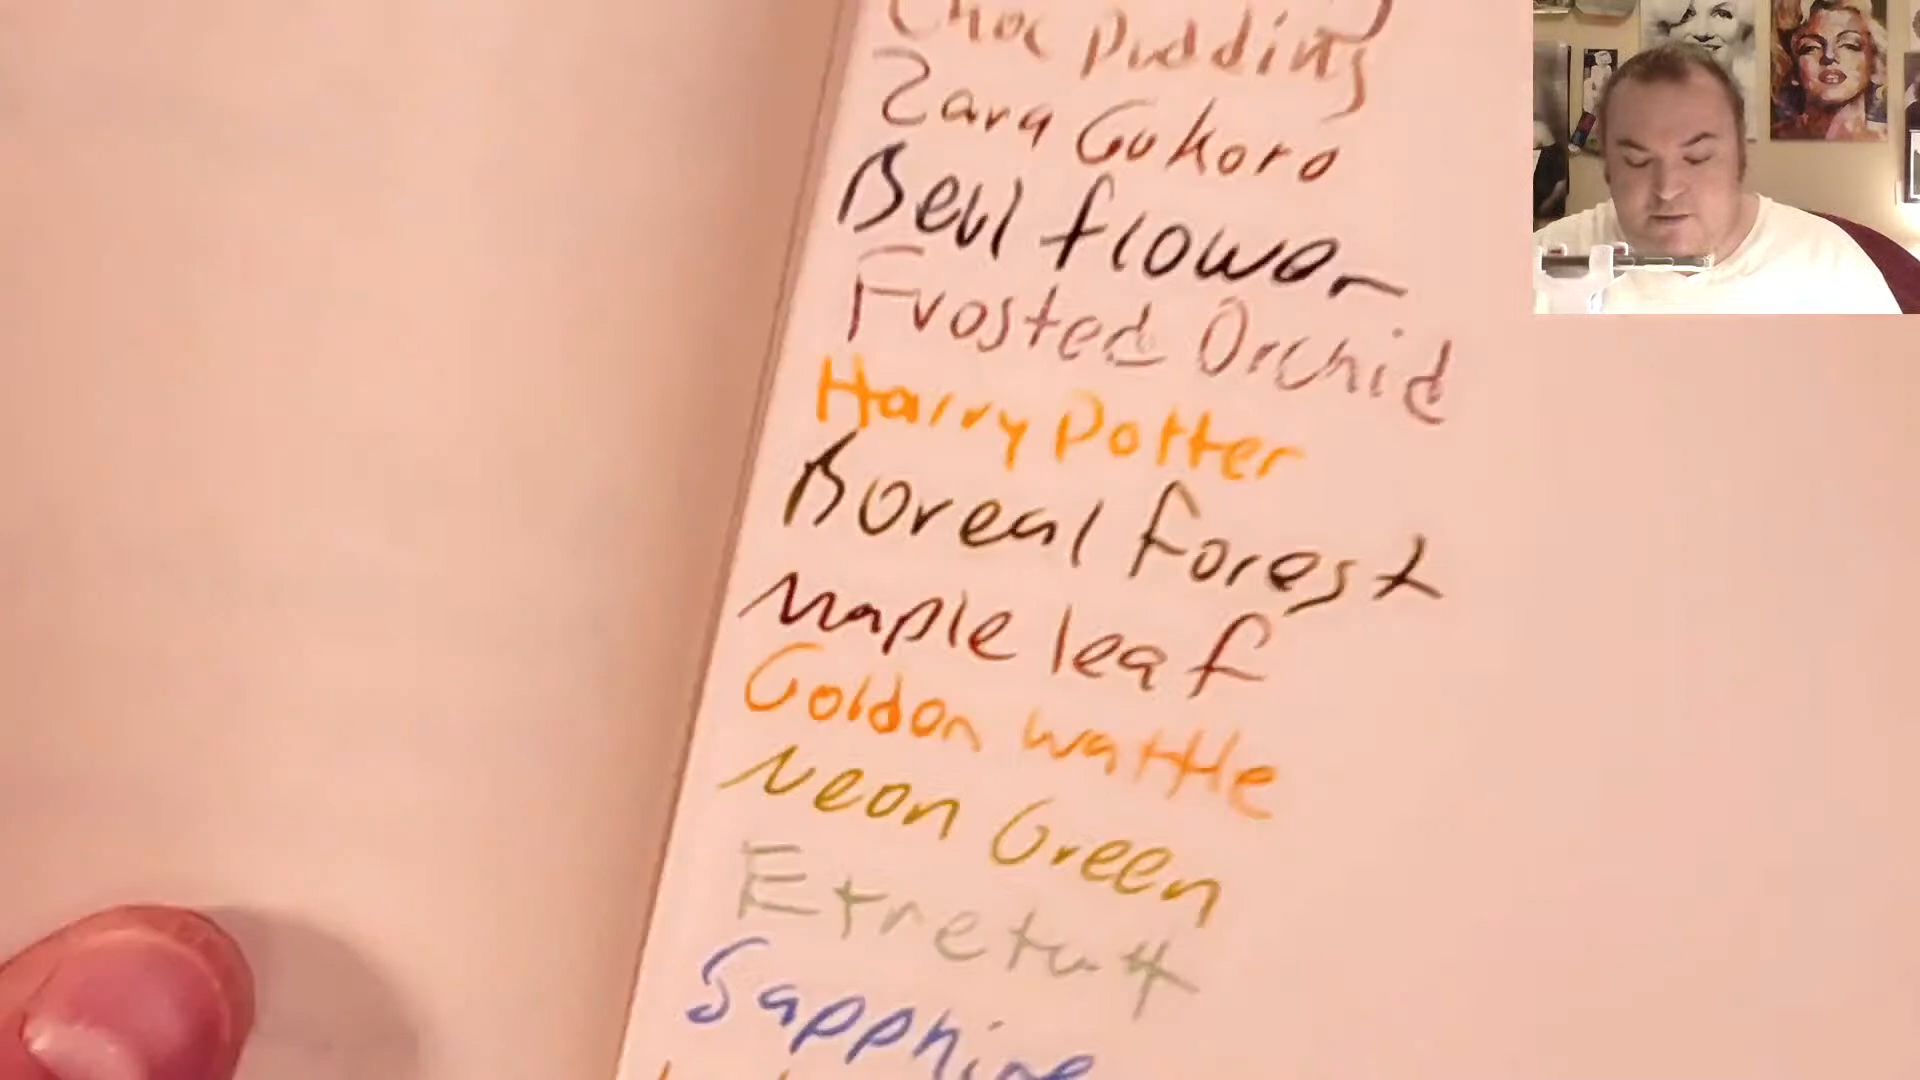 Choc Pudding
Zara Gukoro
Bell flower
Frosted Orchid
Harry Potter
Boreal forest
Maple leaf
Golden wattle
Neon Green
Etretat
Sapphire